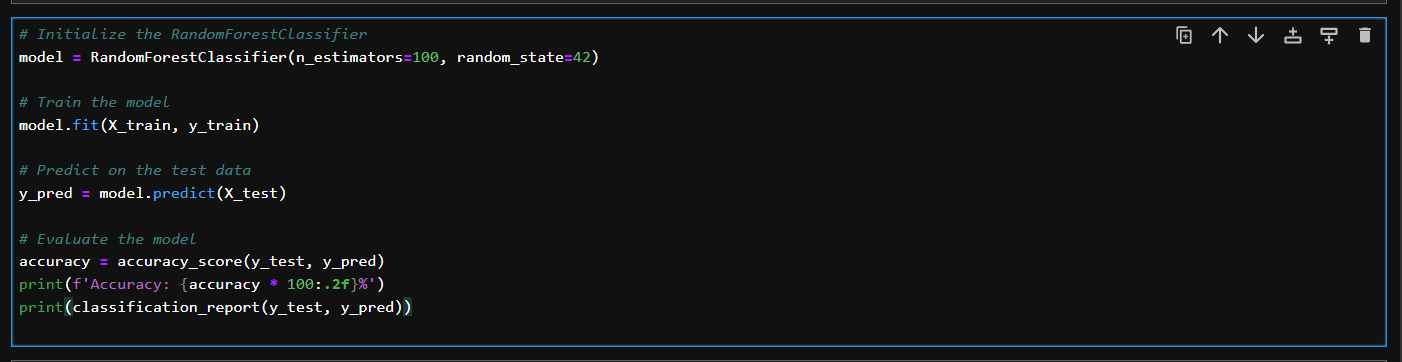 # Initialize the RandomForestClassifier
model = RandomForestClassifier(n_estimators=100, random_state=42)
# Train the model
model.fit(X_train, y_train)
# Predict on the test data
y_pred = model.predict(X_test)
# Evaluate the model
accuracy = accuracy_score(y_test, y_pred)
print(f'Accuracy: {accuracy * 100:.2f}%')
print(classification_report(y_test, y_pred))